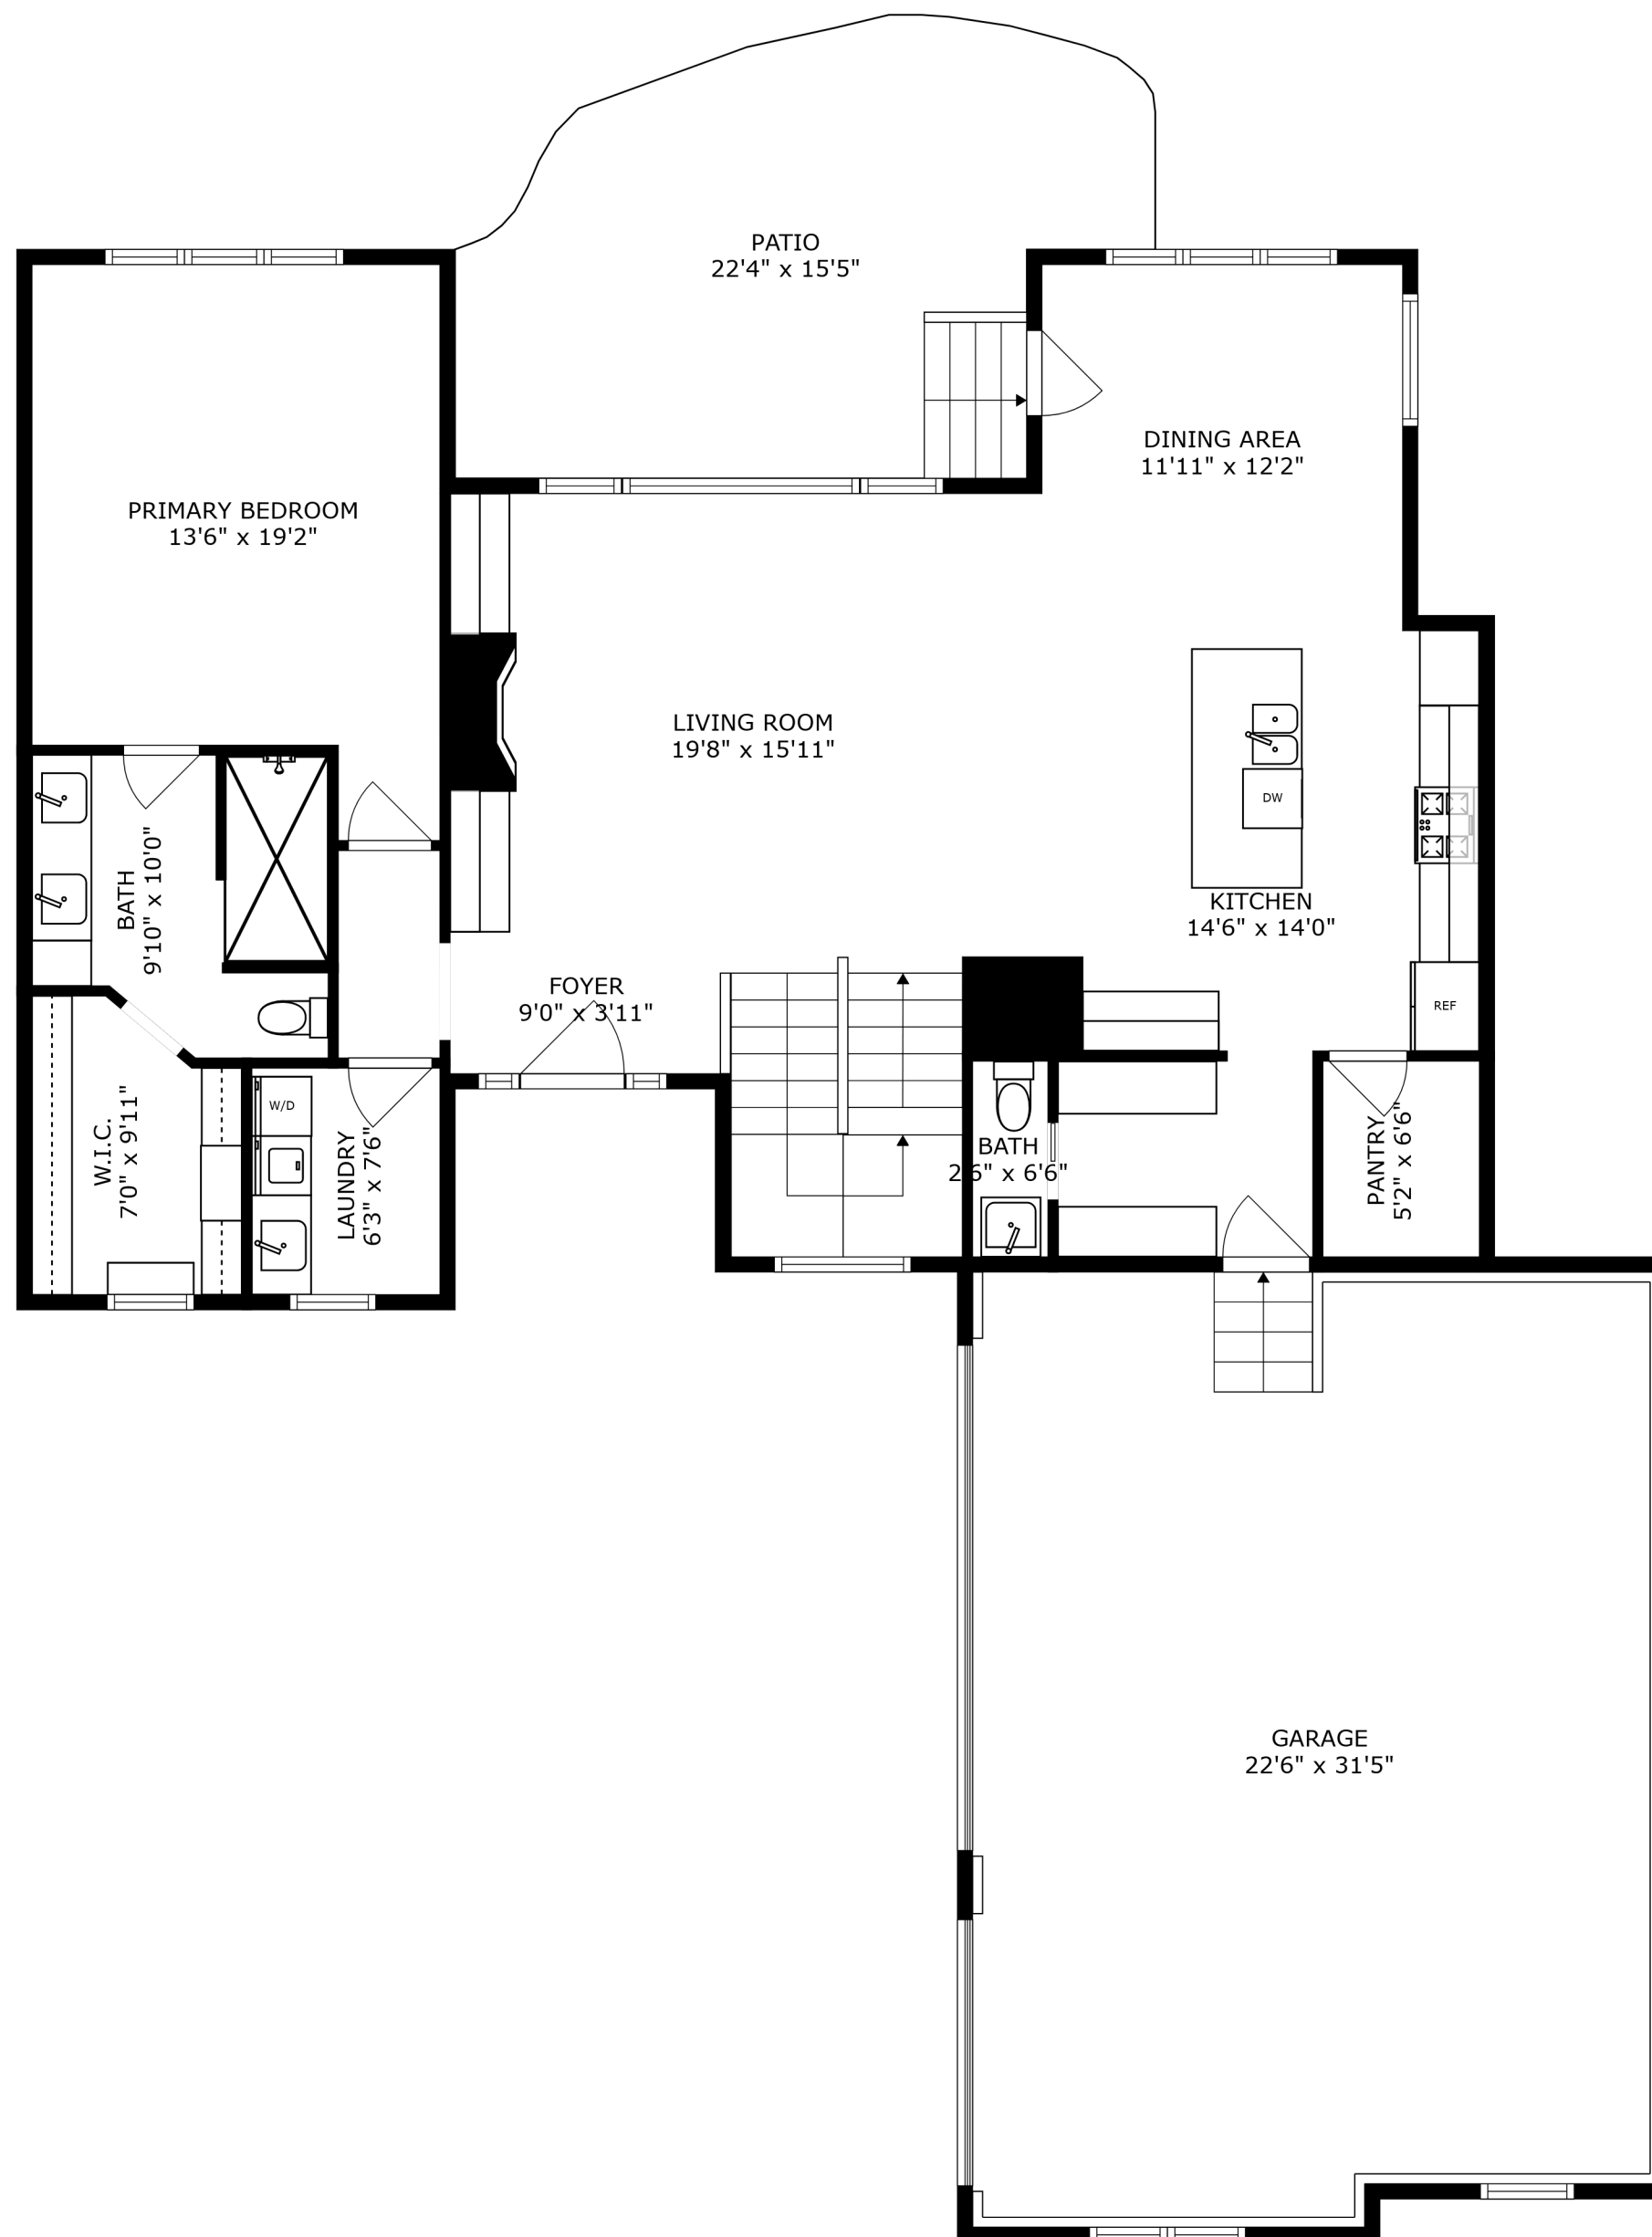 PATIO
22'4" x 15'5"
DINING AREA
11'11" x 12'2"
PRIMARY BEDROOM
13'6" x 19'2"
LIVING ROOM
19'8" x 15'11"
DW
BATH
9'10" x 10'0"
KITCHEN
14'6" x 14'0"
FOYER
9'0" x 3'11"
REF
W/D
W.I.C.
7'0" x 9'11"
LAUNDRY
6'3" x 7'6"
BATH
2'6" x 6'6"
PANTRY
5'2" x 6'6"
GARAGE
22'6" x 31'5"